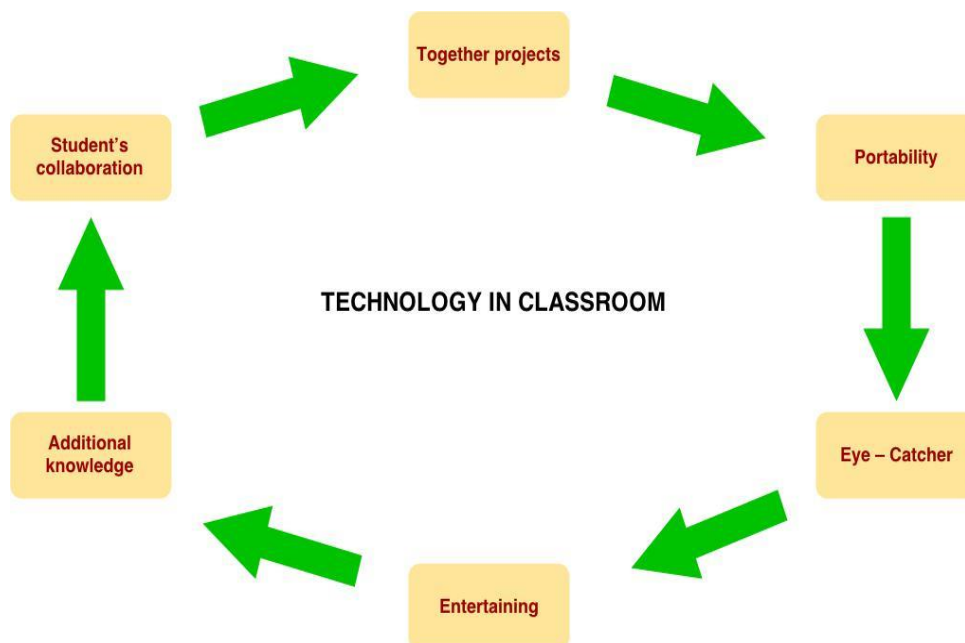 Together projects
Portability
Eye – Catcher
Entertaining
Additional
knowledge
Student's
collaboration
TECHNOLOGY IN CLASSROOM